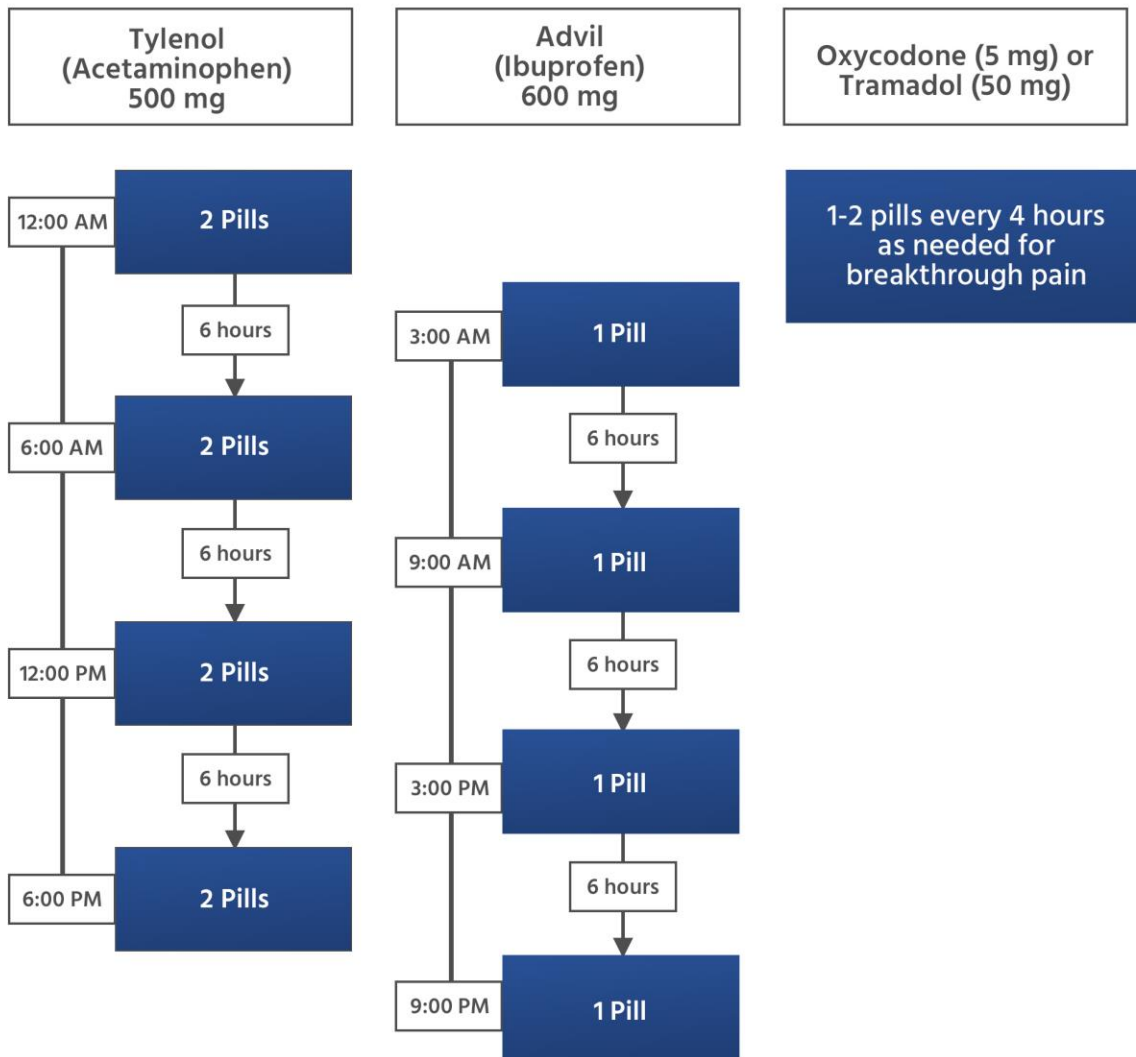 Tylenol
(Acetaminophen)
500 mg
Advil
(Ibuprofen)
600 mg
Oxycodone (5 mg) or
Tramadol (50 mg)
12:00 AM
2 Pills
6 hours
6:00 AM
2 Pills
6 hours
12:00 PM
2 Pills
6 hours
6:00 PM
2 Pills
3:00 AM
1 Pill
6 hours
9:00 AM
1 Pill
6 hours
3:00 PM
1 Pill
6 hours
9:00 PM
1 Pill
1-2 pills every 4 hours
as needed for
breakthrough pain